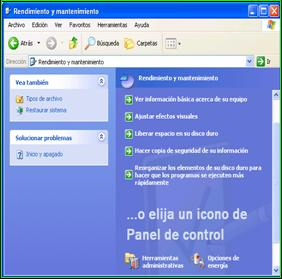 Rendimiento y mantenimiento
Archivo Edición Ver Favoritos Herramientas Ayuda
Atrás Búsqueda Carpetas
Dirección Rendimiento y mantenimiento Ir
Vea también
Tipos de archivo
Restaurar sistema
Solucionar problemas
Inicio y apagado
Rendimiento y mantenimiento
Ver información básica acerca de su equipo
Ajustar efectos visuales
Liberar espacio en su disco duro
Hacer copia de seguridad de su información
Reorganizar los elementos de su disco duro para
hacer que los programas se ejecuten más
rápidamente
...o elija un icono de
Panel de control
Herramientas
administrativas
Opciones de
energía